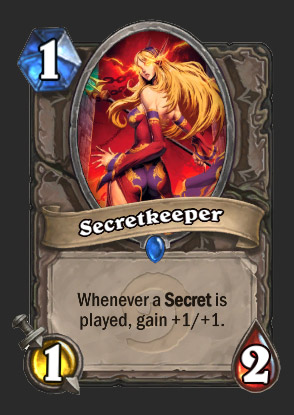 1
Secretkeeper
Whenever a Secret is
played, gain +1/+1.
1
2